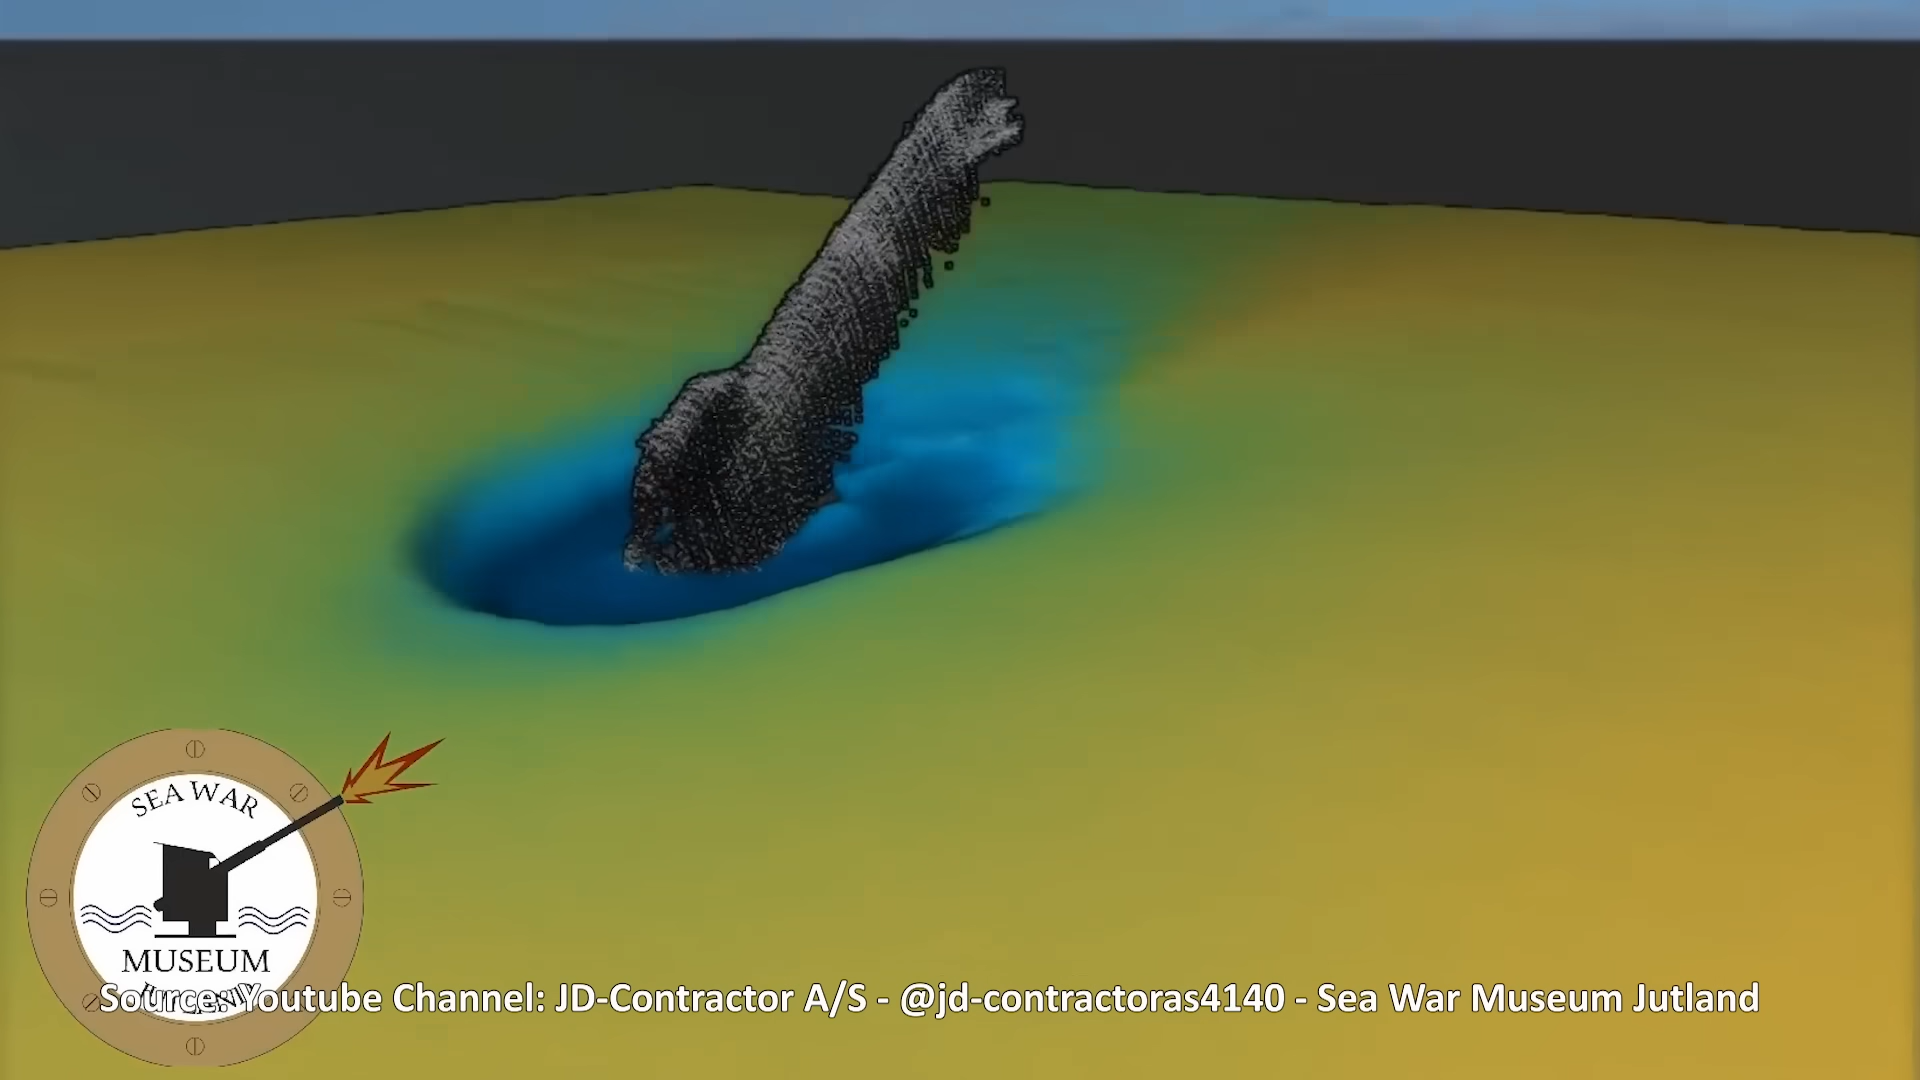 SEA WAR
MUSEUM
Source: Youtube Channel: JD-Contractor A/S - @jd-contractoras4140 - Sea War Museum Jutland